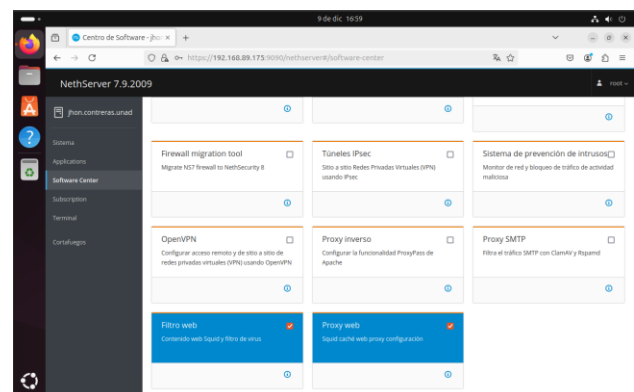 9 de dic 16:59
Centro de Software - jhon
https://192.168.89.175:9090/nethserver#/software-center
NethServer 7.9.2009
root
jhon.contreras.unad
Sistema
Applications
Software Center
Subscription
Terminal
Cortafuegos
Firewall migration tool
Migrate NS7 firewall to NethSecurity 8
Túneles IPsec
Sitio a sitio Redes Privadas Virtuales (VPN)
usando IPsec
Sistema de prevención de intrusos
Monitor de red y bloqueo de tráfico de actividad
maliciosa
OpenVPN
Configurar acceso remoto y de sitio a sitio de
redes privadas virtuales (VPN) usando OpenVPN
Proxy inverso
Configurar la funcionalidad ProxyPass de
Apache
Proxy SMTP
Filtra el tráfico SMTP con ClamAV y Rspamd
Filtro web
Contenido web Squid y filtro de virus
Proxy web
Squid caché web proxy configuración